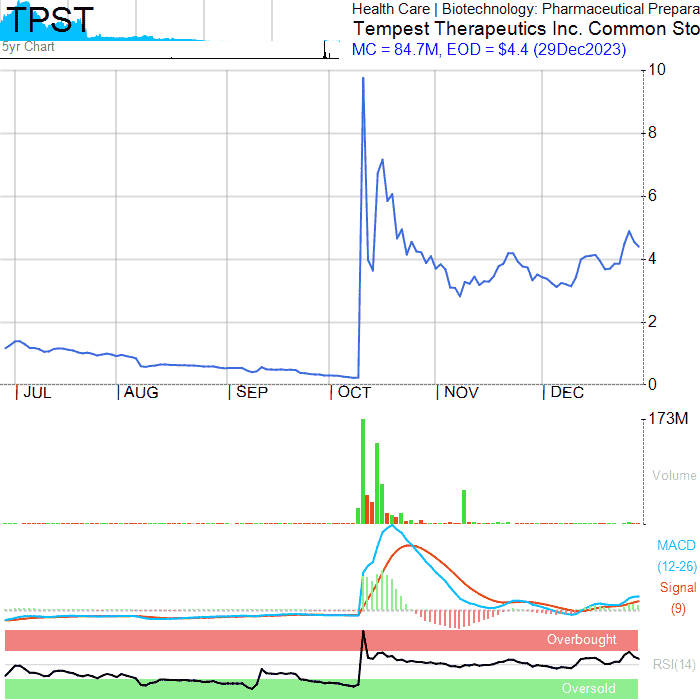 TPST
5yr Chart
Health Care | Biotechnology: Pharmaceutical Prepara
Tempest Therapeutics Inc. Common Sto
MC = 84.7M, EOD = $4.4 (29Dec2023)
10
8
6
4
2
0
JUL AUG SEP OCT NOV DEC
173M
Volume
MACD
(12-26)
Signal
(9)
Overbought
RSI(14)
Oversold